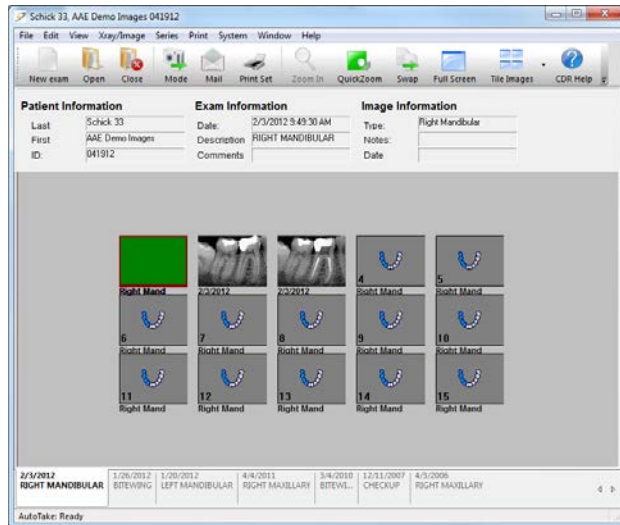 Schick 33, AAE Demo Images 041912
File Edit View Xray/Image Series Print System Window Help
New exam Open Close Mode Mail Print Set Zoom In QuickZoom Swap Full Screen Tile Images CDR Help
Patient Information Exam Information Image Information
Last Schick 33 Date: 2/3/2012 9:49:30 AM Type: Right Mandibular
First AAE Demo Images Description RIGHT MANDIBULAR Notes:
ID: 041912 Comments Date
4 5
Right Mand 2/3/2012 2/3/2012 Right Mand Right Mand
6 7 8 9 10
Right Mand Right Mand Right Mand Right Mand Right Mand
11 12 13 14 15
Right Mand Right Mand Right Mand Right Mand Right Mand
2/3/2012 1/26/2012 1/20/2012 4/4/2011 3/4/2010 12/11/2007 4/3/2006
RIGHT MANDIBULAR BITEWING LEFT MANDIBULAR RIGHT MAXILLARY BITEWI... CHECKUP RIGHT MAXILLARY
AutoTake: Ready